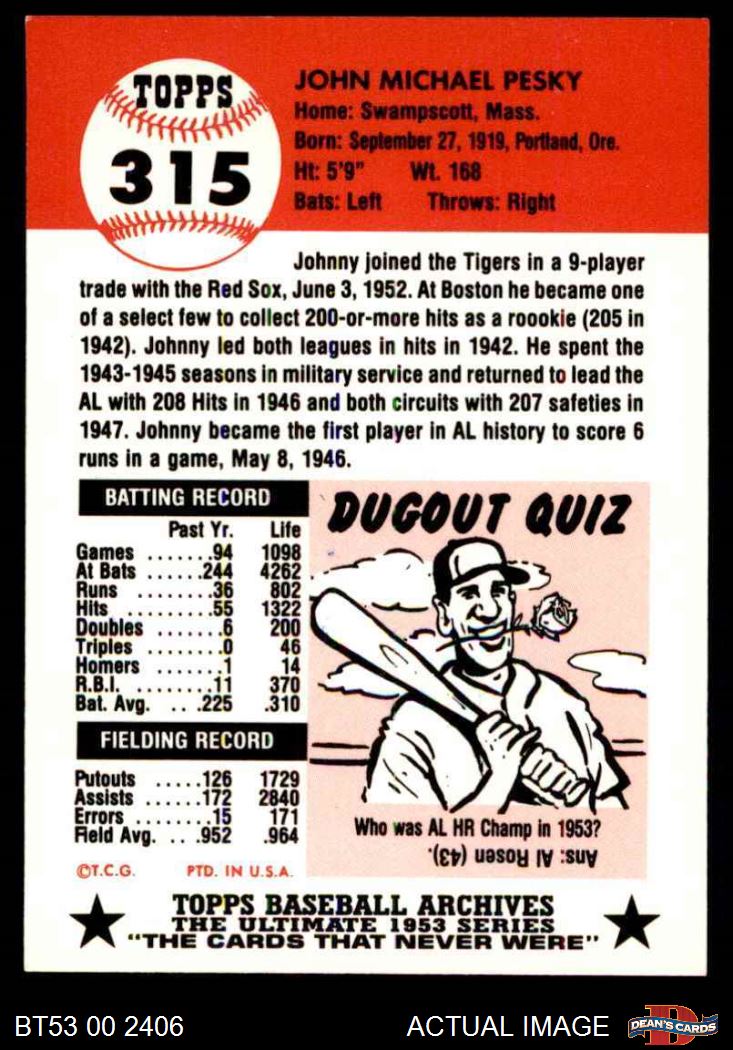 TOPPS
315
JOHN MICHAEL PESKY
Home: Swampscott, Mass.
Born: September 27, 1919, Portland, Ore.
Ht: 5'9" Wt. 168
Bats: Left Throws: Right
Johnny joined the Tigers in a 9-player
trade with the Red Sox, June 3, 1952. At Boston he became one
of a select few to collect 200-or-more hits as a roookie (205 in
1942). Johnny led both leagues in hits in 1942. He spent the
1943-1945 seasons in military service and returned to lead the
AL with 208 Hits in 1946 and both circuits with 207 safeties in
1947. Johnny became the first player in AL history to score 6
runs in a game, May 8, 1946.
BATTING RECORD
Past Yr. Life
Games .......94 1098
At Bats ......244 4262
Runs .......36 802
Hits ........55 1322
Doubles .......6 200
Triples .......0 46
Homers .......1 14
R.B.I. ........11 370
Bat. Avg. . . .225 .310
FIELDING RECORD
Putouts .....126 1729
Assists ......172 2840
Errors .......15 171
Field Avg. . . .952 .964
©T.C.G. PTD. IN U.S.A.
DUGOUT QUIZ
Who was AL HR Champ in 1953?
Ans: Al Rosen (43).
TOPPS BASEBALL ARCHIVES
THE ULTIMATE 1953 SERIES
"THE CARDS THAT NEVER WERE"
BT53 00 2406 ACTUAL IMAGE
D
DEAN'S CARDS